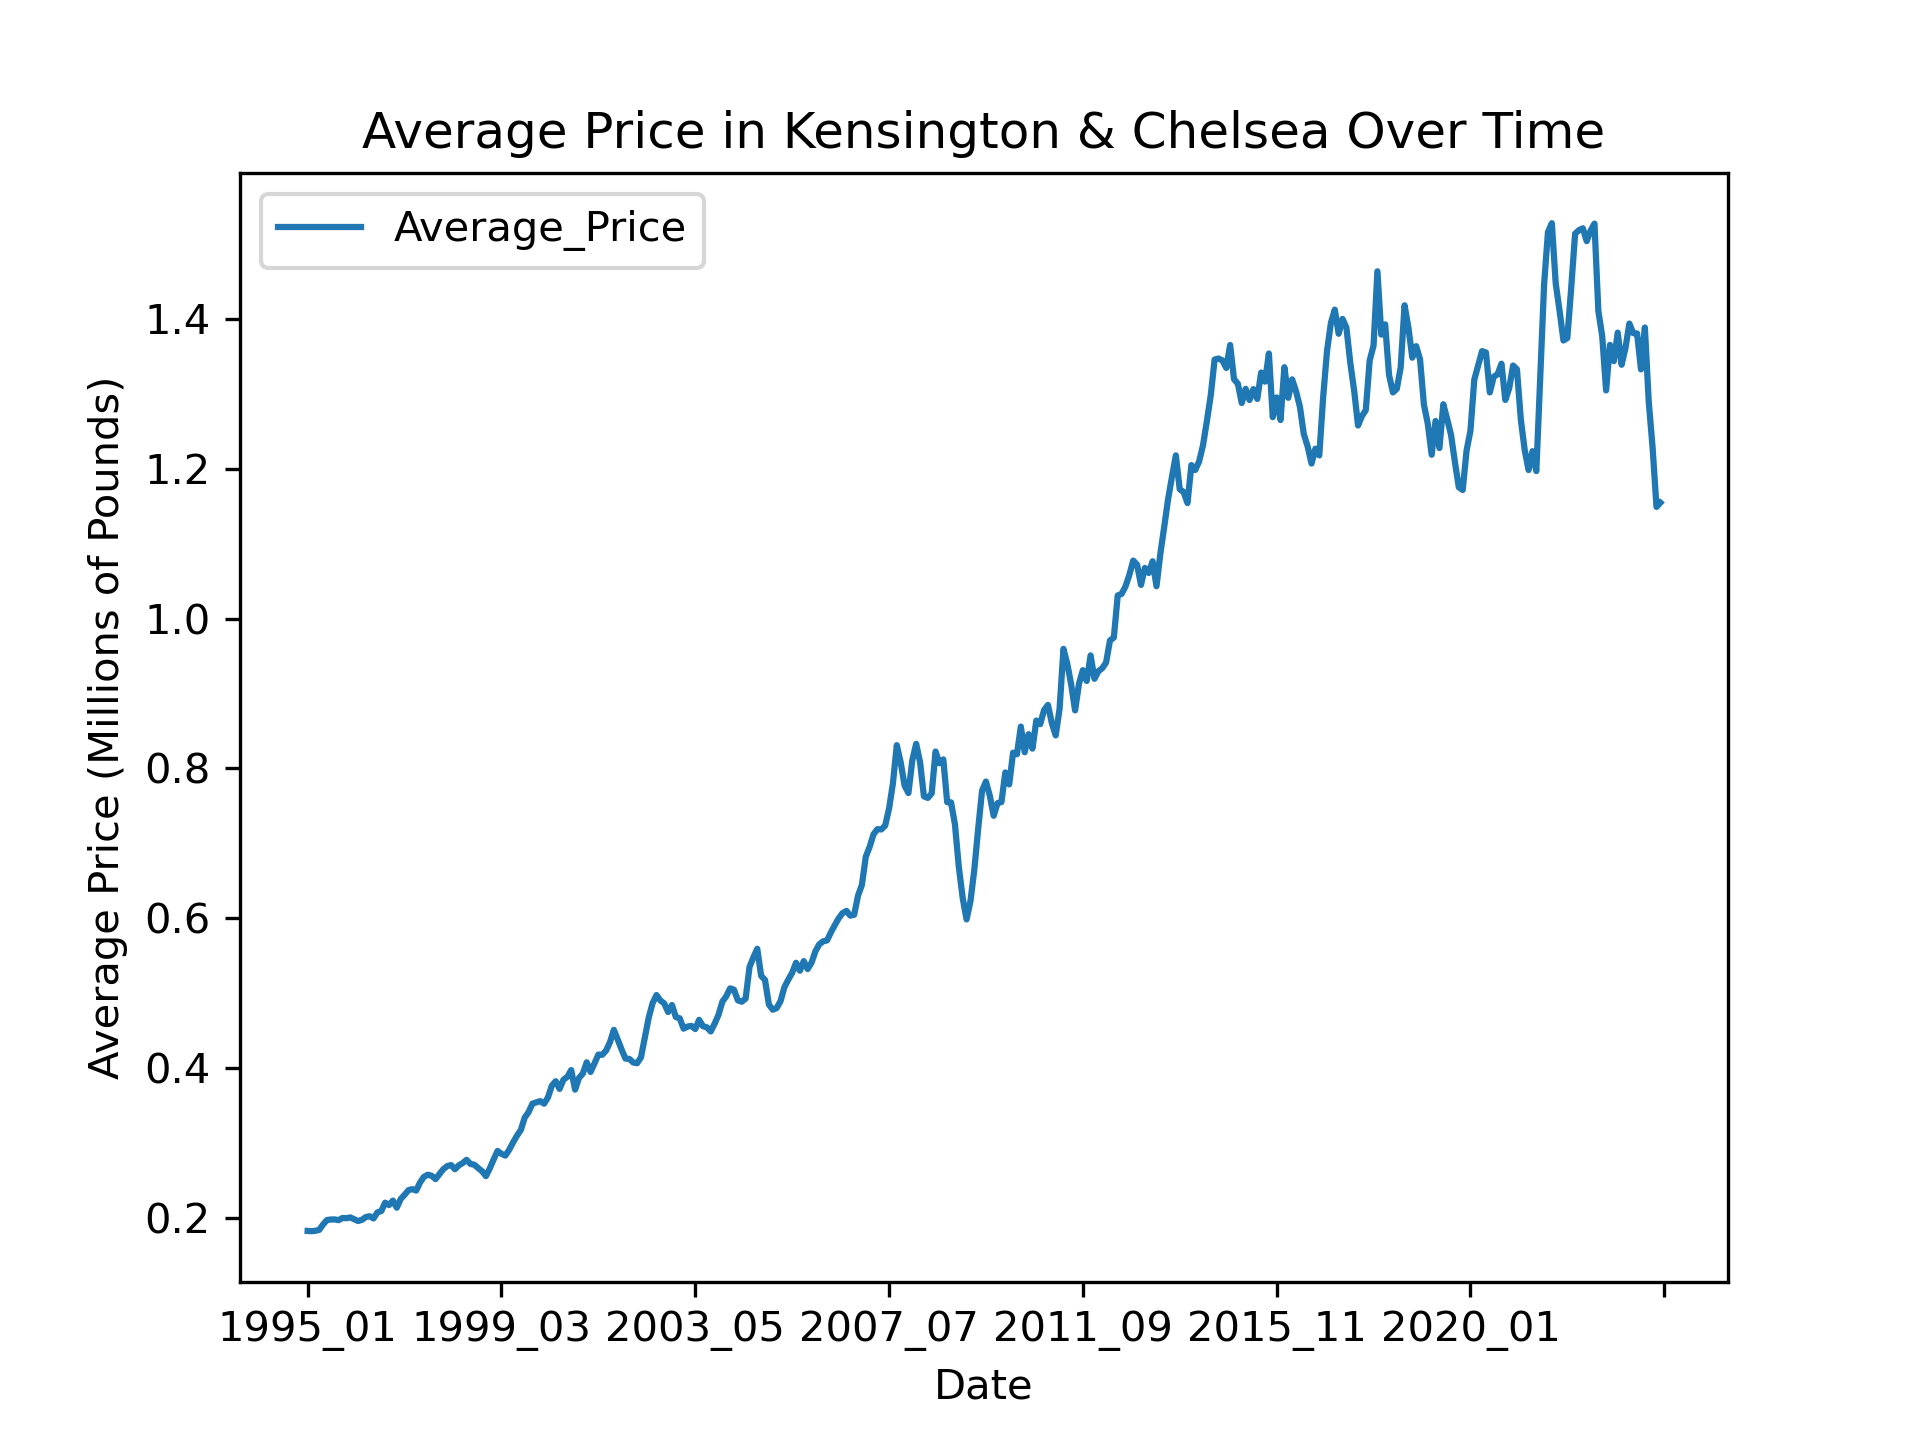 Average Price in Kensington & Chelsea Over Time
Average_Price
Average Price (Millions of Pounds)
1.4
1.2
1.0
0.8
0.6
0.4
0.2
1995_01 1999_03 2003_05 2007_07 2011_09 2015_11 2020_01
Date